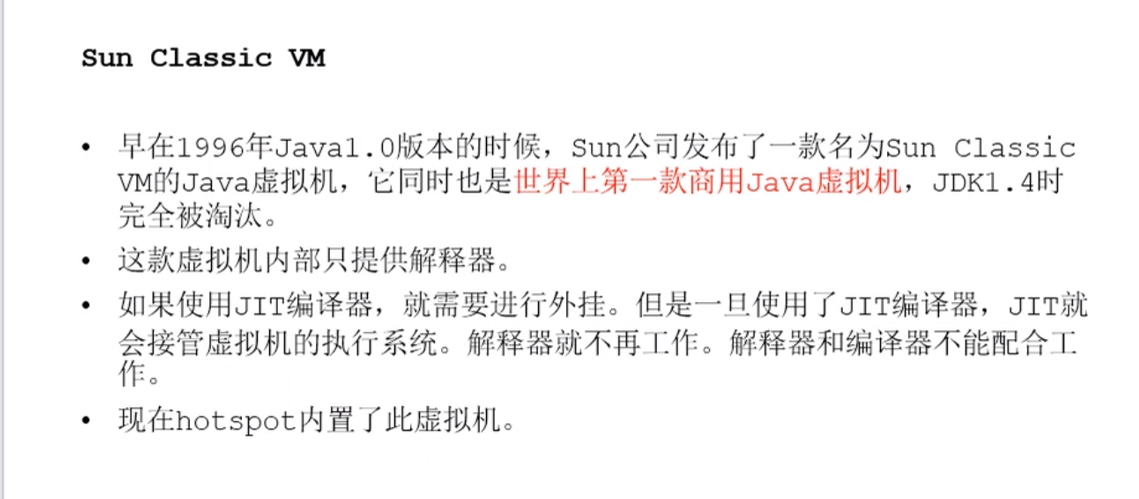 Sun Classic VM
• 早在1996年Java1.0版本的时候，Sun公司发布了一款名为Sun Classic
VM的Java虚拟机，它同时也是世界上第一款商用Java虚拟机，JDK1.4时
完全被淘汰。
• 这款虚拟机内部只提供解释器。
• 如果使用JIT编译器，就需要进行外挂。但是一旦使用了JIT编译器，JIT就
会接管虚拟机的执行系统。解释器就不再工作。解释器和编译器不能配合工
作。
• 现在hotspot内置了此虚拟机。